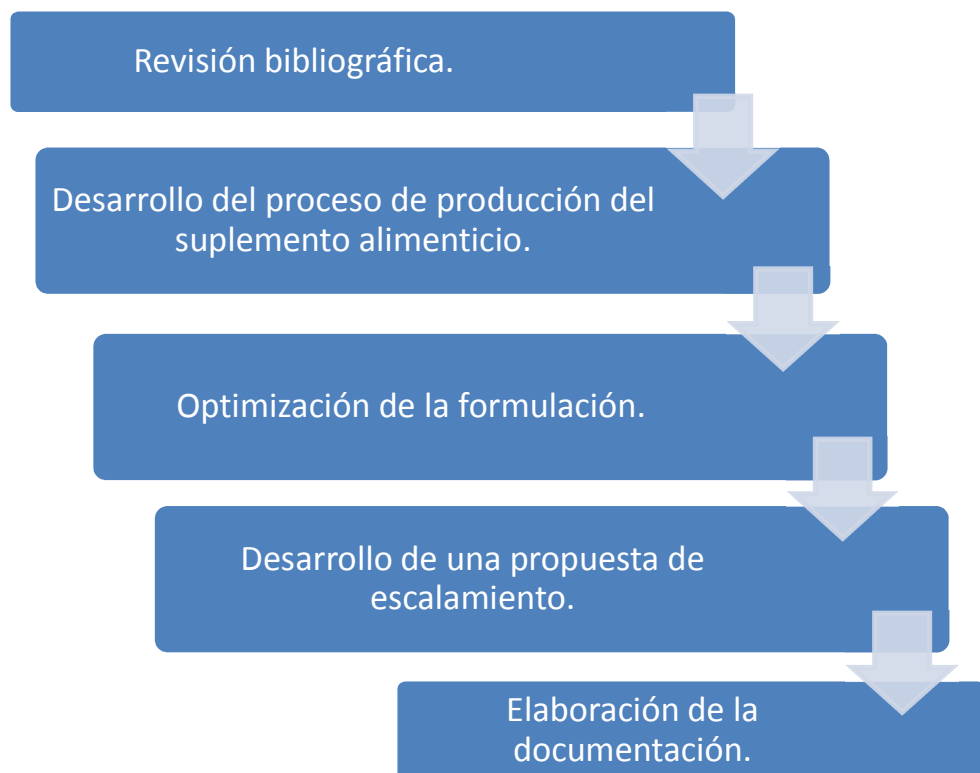 Revisión bibliográfica.
Desarrollo del proceso de producción del
suplemento alimenticio.
Optimización de la formulación.
Desarrollo de una propuesta de
escalamiento.
Elaboración de la
documentación.